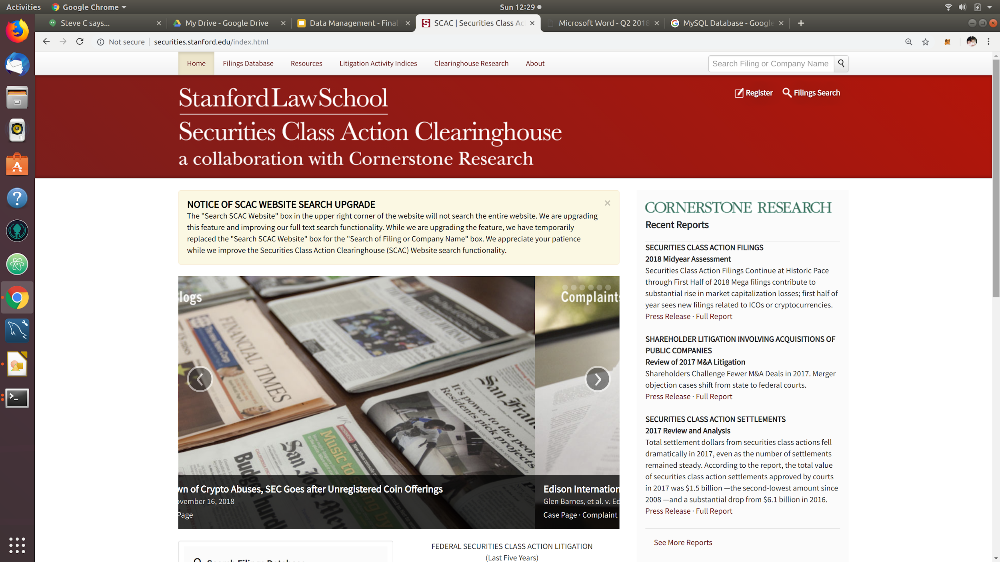 Activities
Google Chrome
Sun 12:29
Steve C says...
My Drive - Google Drive
Data Management - Final
SCAC | Securities Class Ac
Microsoft Word - Q2 2018
MySQL Database - Google
Not secure
securities.stanford.edu/index.html
Home
Filings Database
Resources
Litigation Activity Indices
Clearinghouse Research
About
Search Filing or Company Name
Stanford Law School
Register
Filings Search
Securities Class Action Clearinghouse
a collaboration with Cornerstone Research
NOTICE OF SCAC WEBSITE SEARCH UPGRADE
The "Search SCAC Website" box in the upper right corner of the website will not search the entire website. We are upgrading
this feature and improving our full text search functionality. While we are upgrading the feature, we have temporarily
replaced the "Search SCAC Website" box for the "Search of Filing or Company Name" box. We appreciate your patience
while we improve the Securities Class Action Clearinghouse (SCAC) Website search functionality.
logs
Complaints
FINANCIAL TIMES
It's power to the people
Residents pick projects
BUSINESS
Music to
San Jose
wn of Crypto Abuses, SEC Goes after Unregistered Coin Offerings
ovember 16, 2018
Page
Edison Internation
Glen Barnes, et al. v. Ed
Case Page · Complaint
Search Filings Database
FEDERAL SECURITIES CLASS ACTION LITIGATION
(Last Five Years)
CORNERSTONE RESEARCH
Recent Reports
SECURITIES CLASS ACTION FILINGS
2018 Midyear Assessment
Securities Class Action Filings Continue at Historic Pace
through First Half of 2018 Mega filings contribute to
substantial rise in market capitalization losses; first half of
year sees new filings related to ICOs or cryptocurrencies.
Press Release · Full Report
SHAREHOLDER LITIGATION INVOLVING ACQUISITIONS OF
PUBLIC COMPANIES
Review of 2017 M&A Litigation
Shareholders Challenge Fewer M&A Deals in 2017. Merger
objection cases shift from state to federal courts.
Press Release · Full Report
SECURITIES CLASS ACTION SETTLEMENTS
2017 Review and Analysis
Total settlement dollars from securities class actions fell
dramatically in 2017, even as the number of settlements
remained steady. According to the report, the total value
of securities class action settlements approved by courts
in 2017 was $1.5 billion —the second-lowest amount since
2008 —and a substantial drop from $6.1 billion in 2016.
Press Release · Full Report
See More Reports